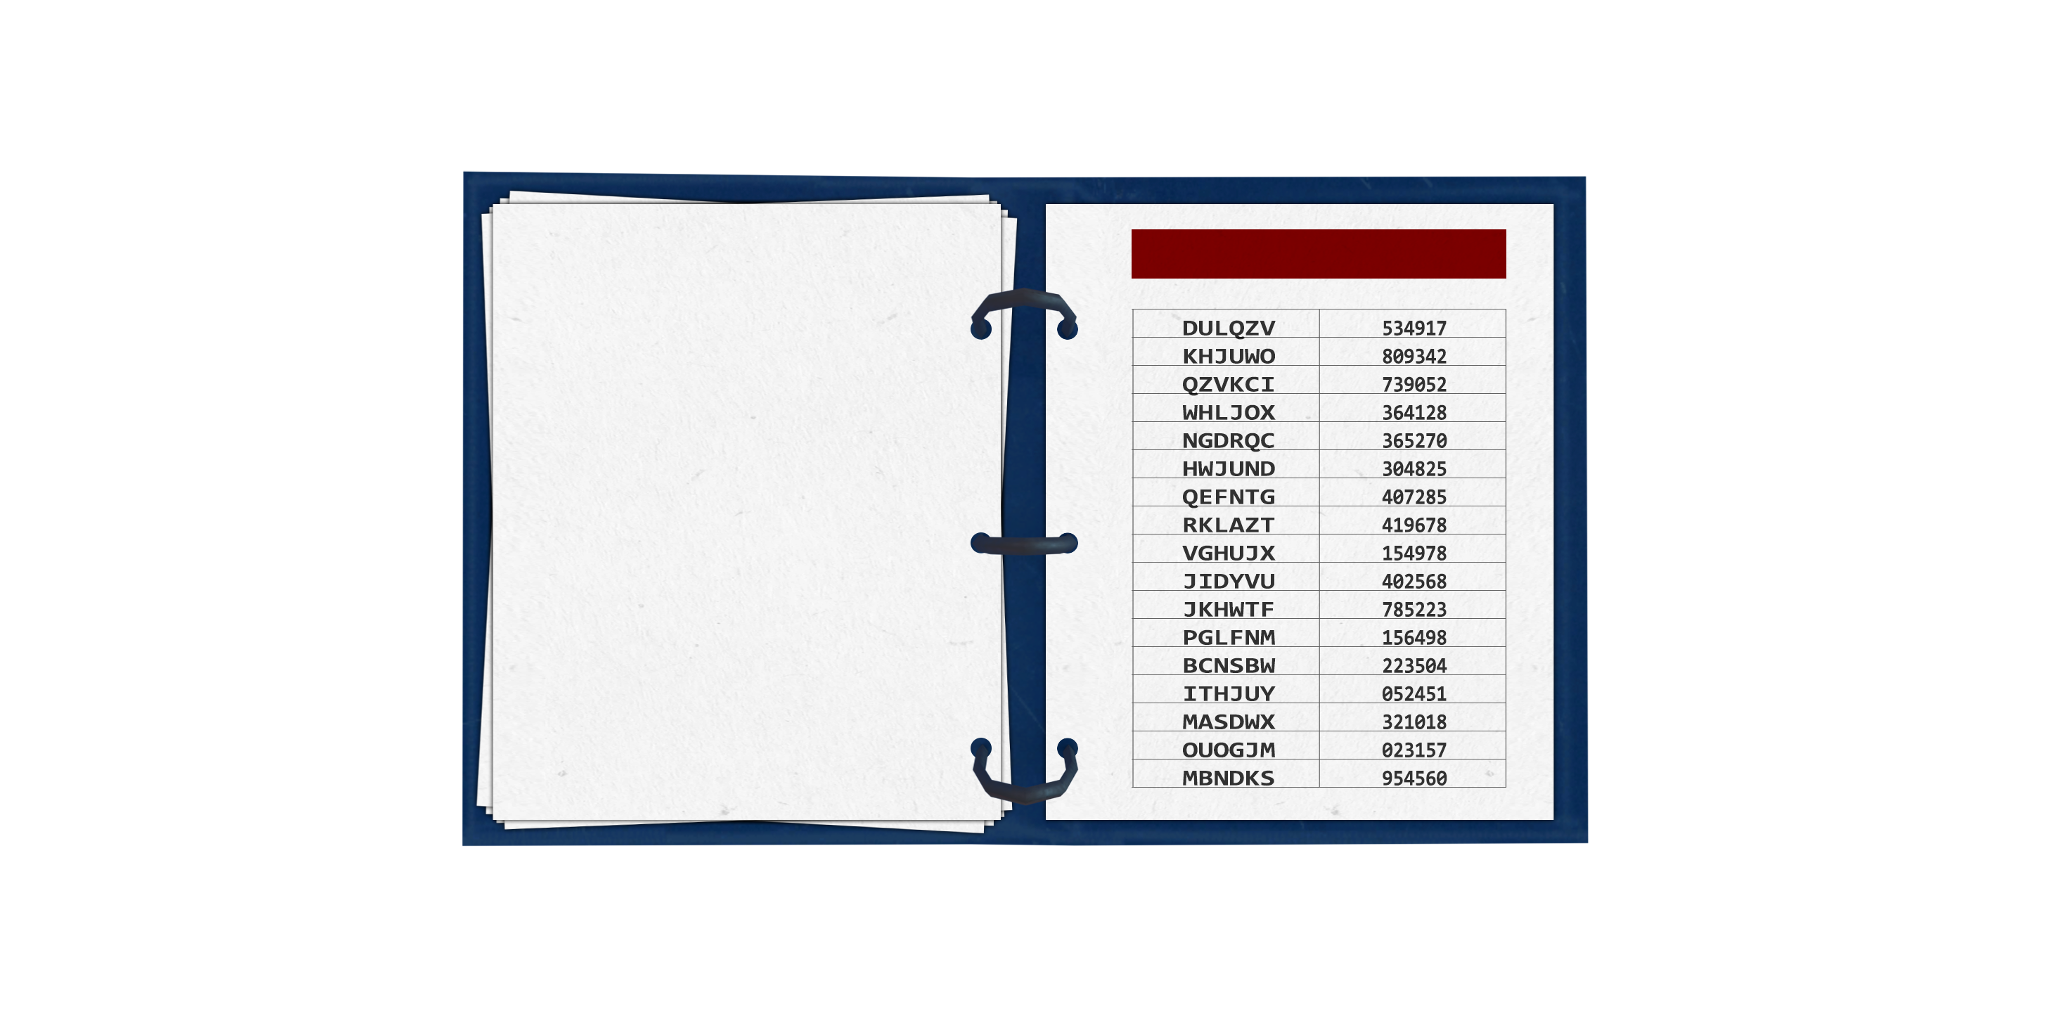 DULQZV 534917
KHJUWO 809342
QZVKCI 739052
WHLJOX 364128
NGDRQC 365270
HWJUND 304825
QEFNTG 407285
RKLAZT 419678
VGHUJX 154978
JIDYVU 402568
JKHWTF 785223
PGLFNM 156498
BCNSBW 223504
ITHJUY 052451
MASDWX 321018
OUOGJM 023157
MBNDKS 954560